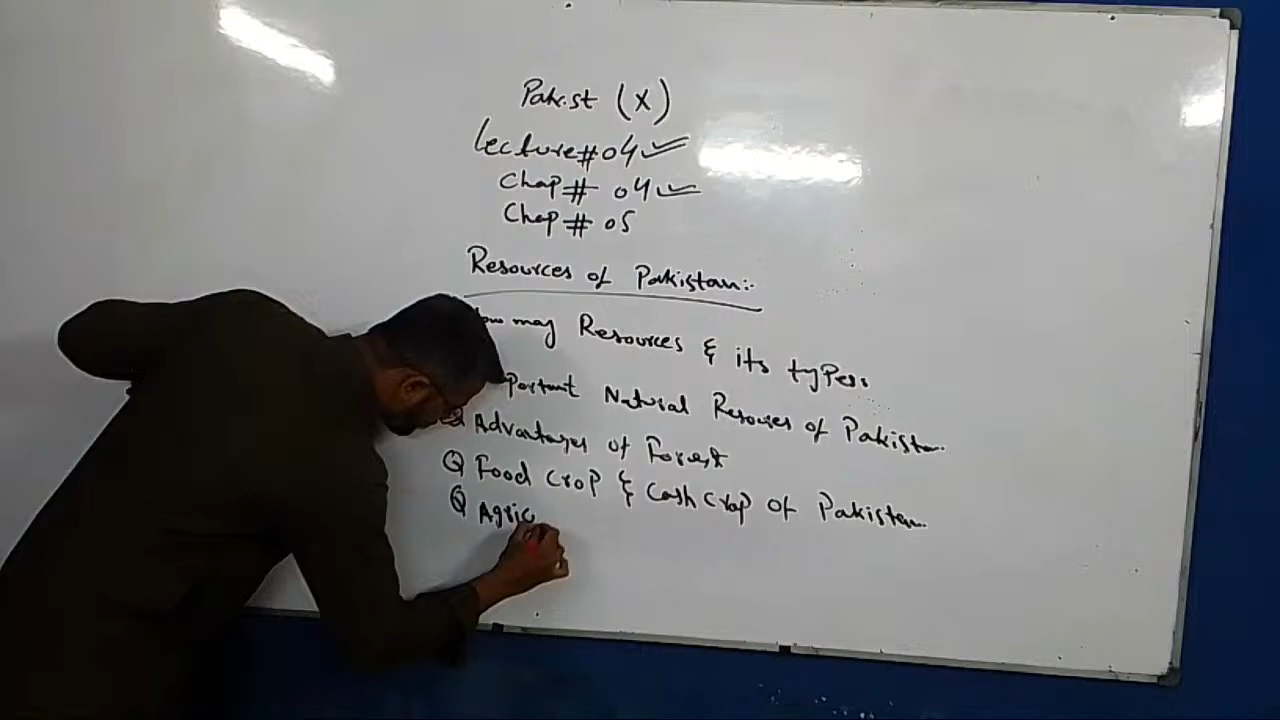 Pak.st (X)
Lecture#04
Chap# 04
Chap# 05
Resources of Pakistan:-
may Resources & its types:
Natural Resources of Pakistan.
Q Advantages of Forest
Q Food Crop & Cash Crop of Pakistan.
Q Agric